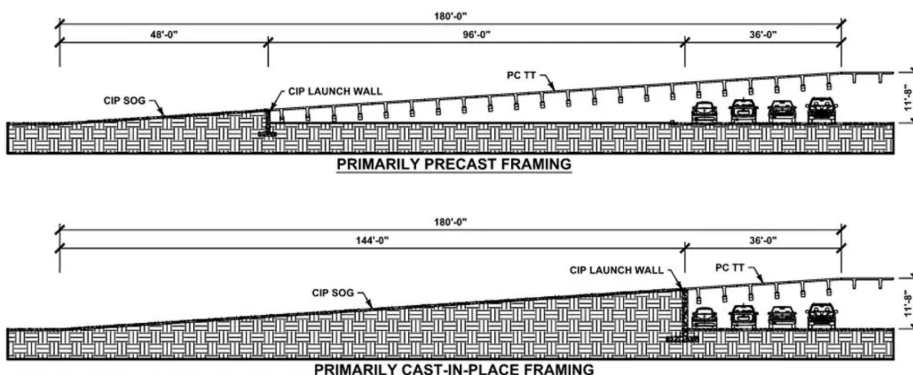 180'-0"
48'-0"
96'-0"
36'-0"
PC TT
CIP LAUNCH WALL
CIP SOG
11'-8"
PRIMARILY PRECAST FRAMING
180'-0"
144'-0"
36'-0"
CIP LAUNCH WALL
PC TT
CIP SOG
11'-8"
PRIMARILY CAST-IN-PLACE FRAMING